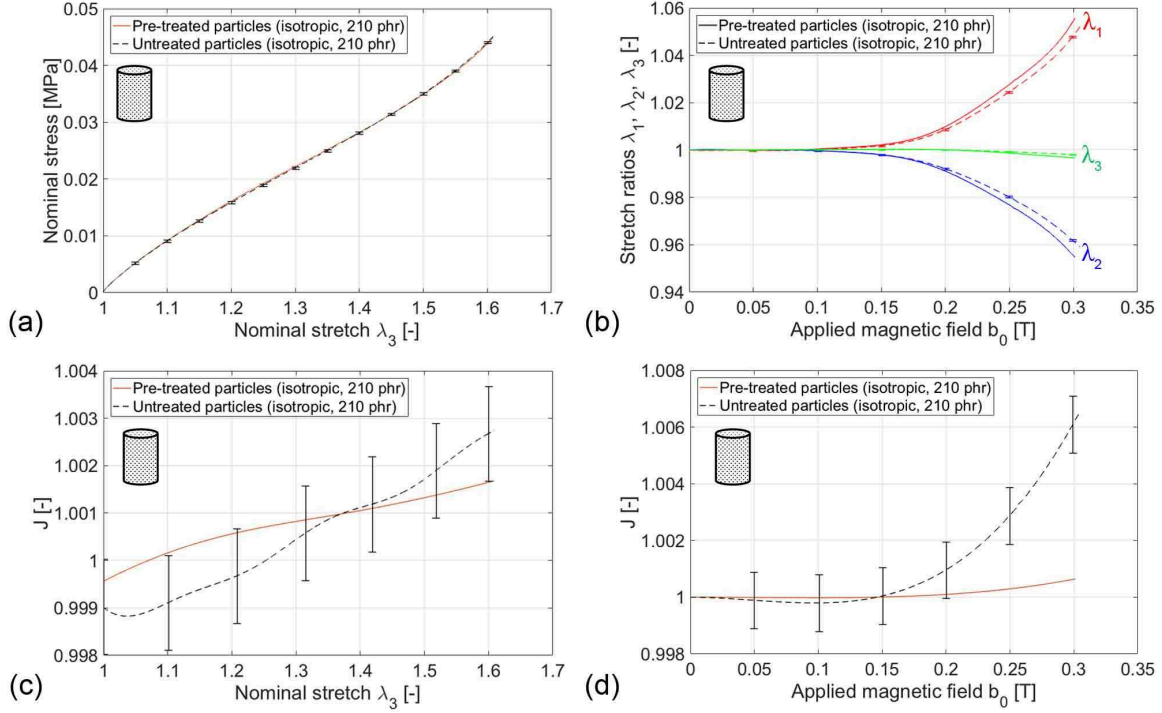 0.05
0.04
0.03
0.02
0.01
0
Nominal stress [MPa]
Pre-treated particles (isotropic, 210 phr)
Untreated particles (isotropic, 210 phr)
1 1.1 1.2 1.3 1.4 1.5 1.6 1.7
Nominal stretch λ3 [-]
(a)
1.06
1.04
1.02
1
0.98
0.96
0.94
Stretch ratios λ1, λ2, λ3 [-]
Pre-treated particles (isotropic, 210 phr)
Untreated particles (isotropic, 210 phr)
λ1
λ3
λ2
0 0.05 0.1 0.15 0.2 0.25 0.3 0.35
Applied magnetic field b0 [T]
(b)
1.004
1.003
1.002
1.001
1
0.999
0.998
J [-]
Pre-treated particles (isotropic, 210 phr)
Untreated particles (isotropic, 210 phr)
1 1.1 1.2 1.3 1.4 1.5 1.6 1.7
Nominal stretch λ3 [-]
(c)
1.008
1.006
1.004
1.002
1
0.998
J [-]
Pre-treated particles (isotropic, 210 phr)
Untreated particles (isotropic, 210 phr)
0 0.05 0.1 0.15 0.2 0.25 0.3 0.35
Applied magnetic field b0 [T]
(d)